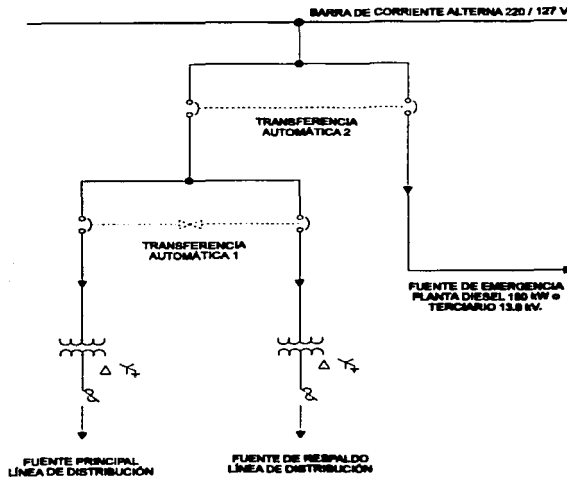 BARRA DE CORRIENTE ALTERNA 220 / 127 V
TRANSFERENCIA
AUTOMÁTICA 2
TRANSFERENCIA
AUTOMÁTICA 1
FUENTE DE EMERGENCIA
PLANTA DIESEL 180 kW o
TERCIARIO 13.8 kV.
FUENTE PRINCIPAL
LÍNEA DE DISTRIBUCIÓN
FUENTE DE RESPALDO
LÍNEA DE DISTRIBUCIÓN